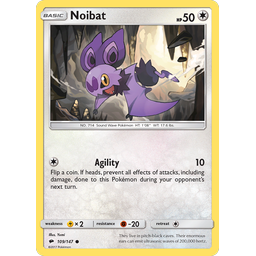 BASIC Noibat HP 50
NO. 714 Sound Wave Pokémon HT: 1'08" WT: 17.6 lbs.
Agility 10
Flip a coin. If heads, prevent all effects of attacks, including
damage, done to this Pokémon during your opponent's
next turn.
weakness × 2 resistance -20 retreat
109/147